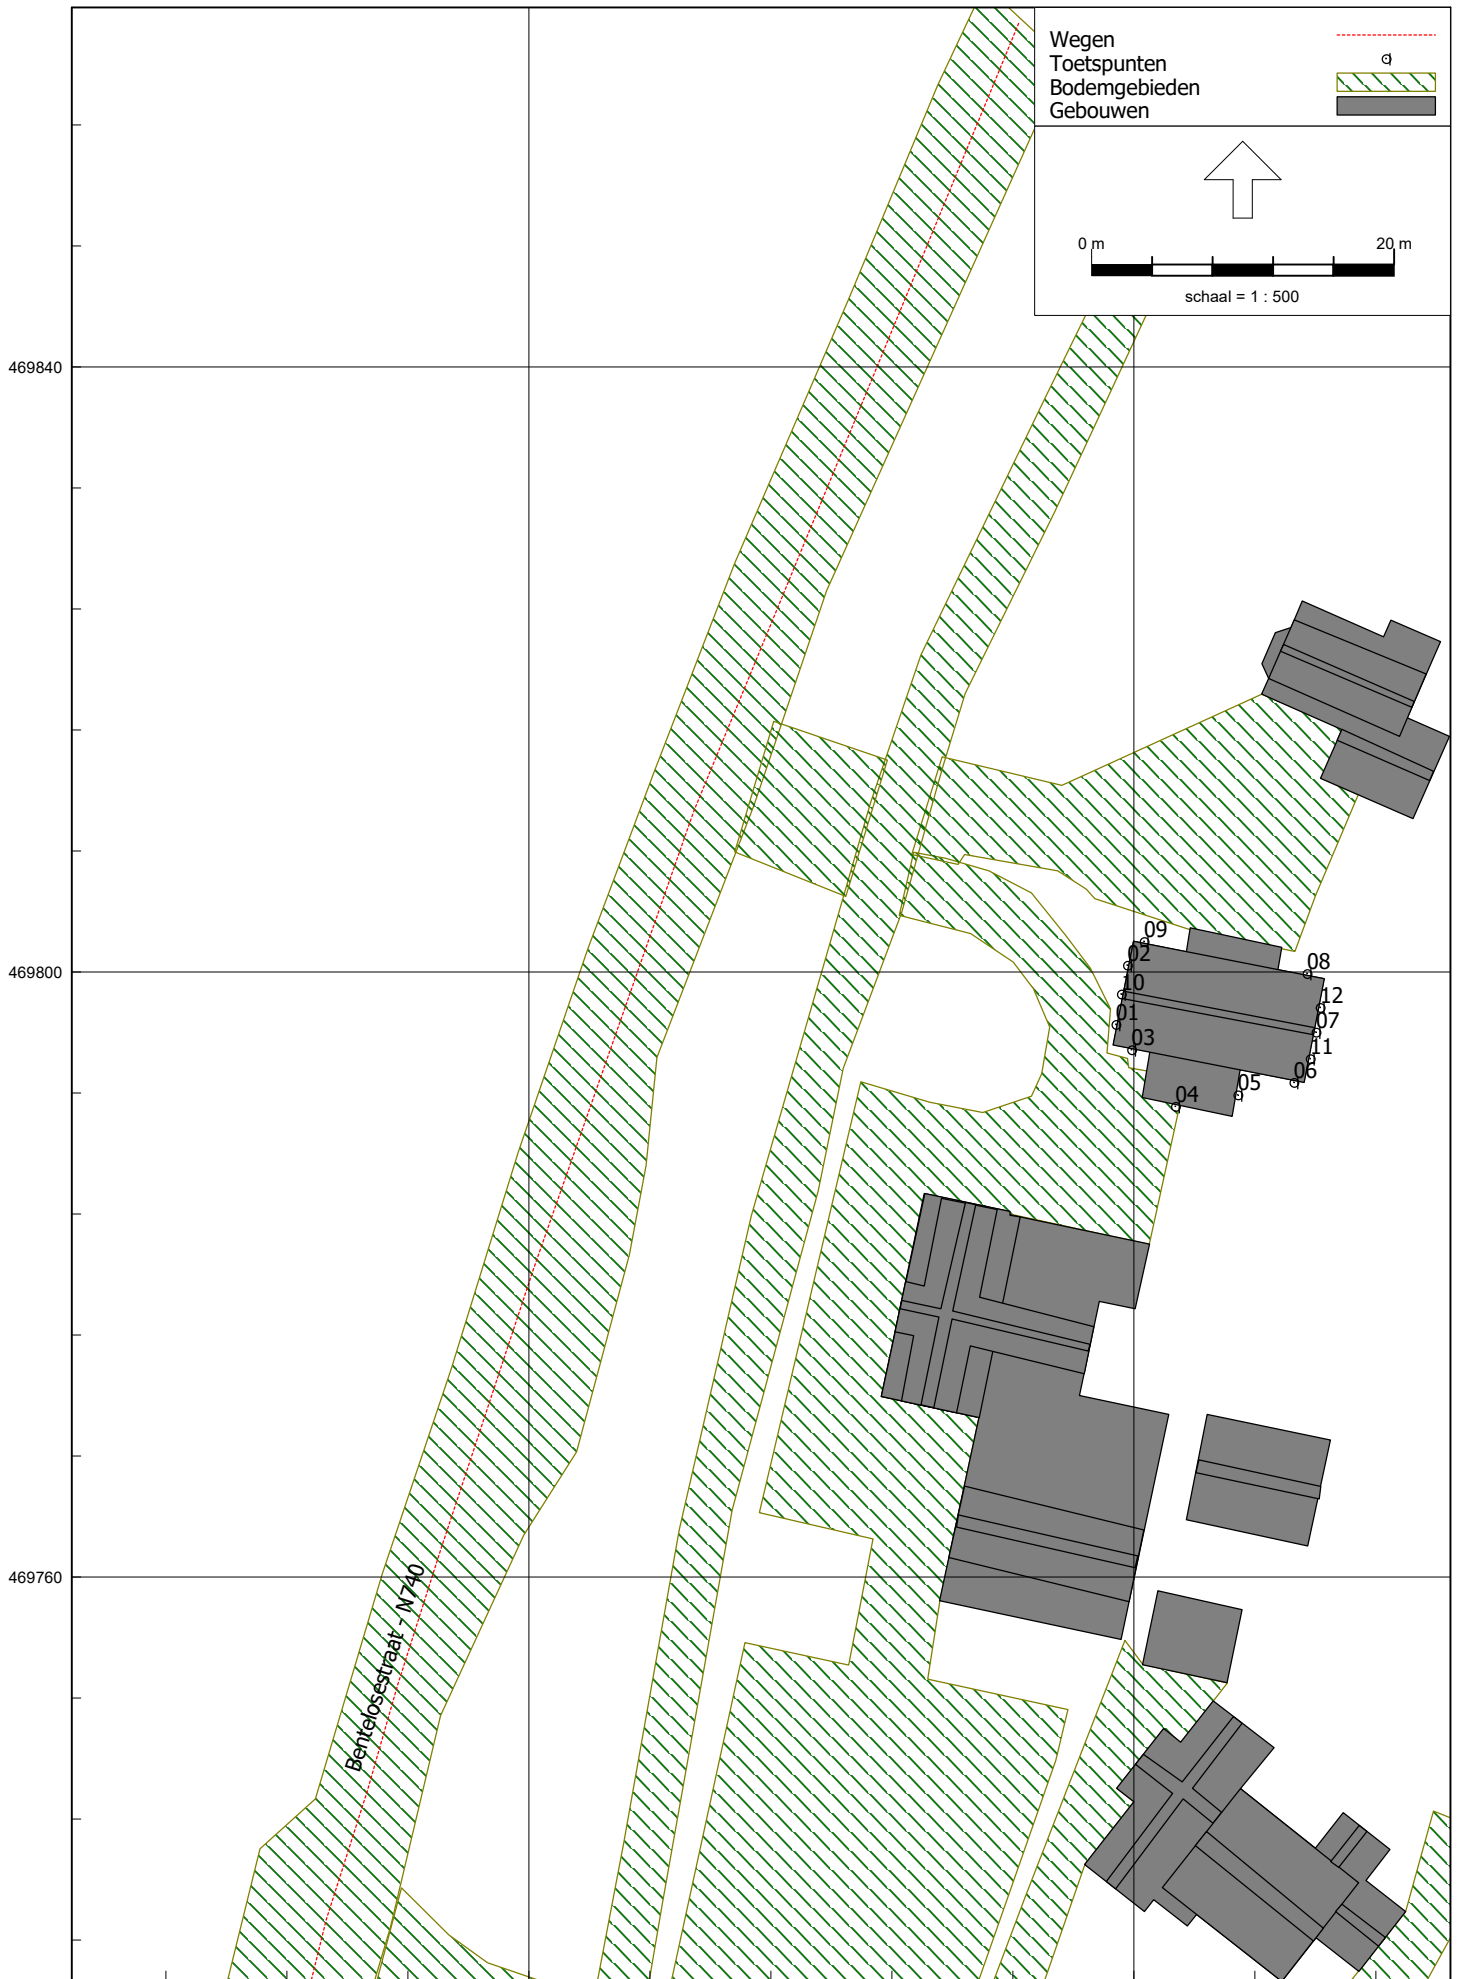 Wegen
Toetspunten
Bodemgebieden
Gebouwen
0 m 20 m
schaal = 1 : 500
469840
09
02
469800
08
10
12
01
07
03
11
06
05
04
469760
Bentelosestraat - N740